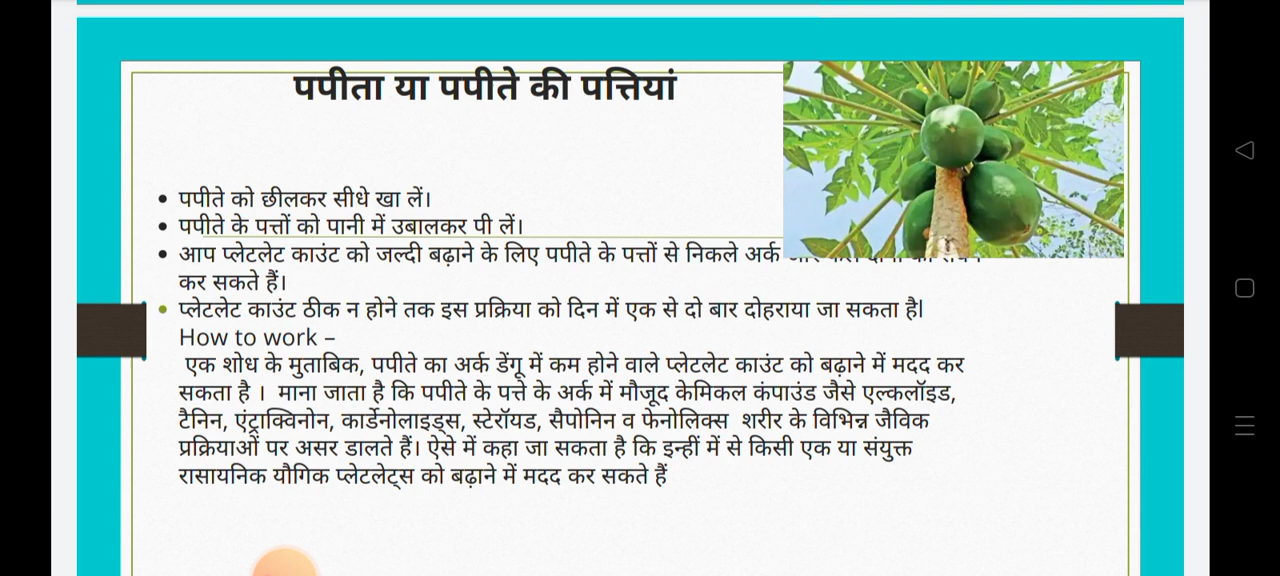 पपीता या पपीते की पत्तियां
पपीते को छीलकर सीधे खा लें।
पपीते के पत्तों को पानी में उबालकर पी लें।
आप प्लेटलेट काउंट को जल्दी बढ़ाने के लिए पपीते के पत्तों से निकले अर्क
कर सकते हैं।
प्लेटलेट काउंट ठीक न होने तक इस प्रक्रिया को दिन में एक से दो बार दोहराया जा सकता है|
How to work –
एक शोध के मुताबिक, पपीते का अर्क डेंगू में कम होने वाले प्लेटलेट काउंट को बढ़ाने में मदद कर
सकता है । माना जाता है कि पपीते के पत्ते के अर्क में मौजूद केमिकल कंपाउंड जैसे एल्कलॉइड,
टैनिन, एंट्राक्विनोन, कार्डेनोलाइड्स, स्टेरॉयड, सैपोनिन व फेनोलिक्स शरीर के विभिन्न जैविक
प्रक्रियाओं पर असर डालते हैं। ऐसे में कहा जा सकता है कि इन्हीं में से किसी एक या संयुक्त
रासायनिक यौगिक प्लेटलेट्स को बढ़ाने में मदद कर सकते हैं